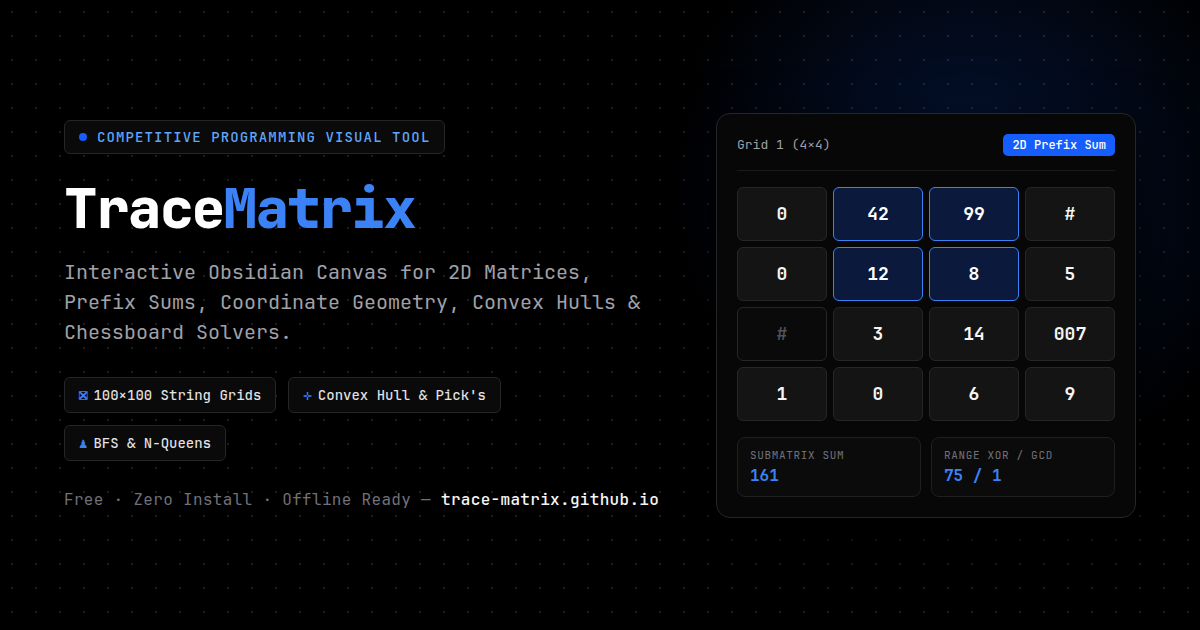 COMPETITIVE PROGRAMMING VISUAL TOOL
TraceMatrix
Interactive Obsidian Canvas for 2D Matrices,
Prefix Sums, Coordinate Geometry, Convex Hulls &
Chessboard Solvers.
100×100 String Grids
Convex Hull & Pick's
BFS & N-Queens
Free · Zero Install · Offline Ready — trace-matrix.github.io
Grid 1 (4×4)
2D Prefix Sum
0 42 99 #
0 12 8 5
# 3 14 007
1 0 6 9
SUBMATRIX SUM
161
RANGE XOR / GCD
75 / 1